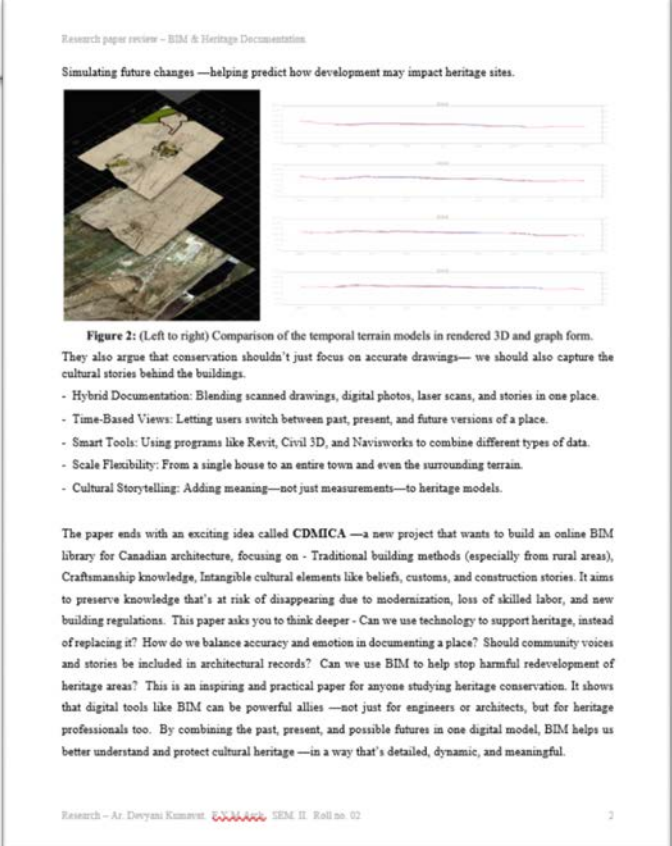 Research paper review – BIM & Heritage Documentation
Simulating future changes —helping predict how development may impact heritage sites.
Figure 2: (Left to right) Comparison of the temporal terrain models in rendered 3D and graph form.
They also argue that conservation shouldn't just focus on accurate drawings— we should also capture the
cultural stories behind the buildings.
- Hybrid Documentation: Blending scanned drawings, digital photos, laser scans, and stories in one place.
- Time-Based Views: Letting users switch between past, present, and future versions of a place.
- Smart Tools: Using programs like Revit, Civil 3D, and Navisworks to combine different types of data.
- Scale Flexibility: From a single house to an entire town and even the surrounding terrain.
- Cultural Storytelling: Adding meaning—not just measurements—to heritage models.
The paper ends with an exciting idea called CDMICA —a new project that wants to build an online BIM
library for Canadian architecture, focusing on - Traditional building methods (especially from rural areas),
Craftsmanship knowledge, Intangible cultural elements like beliefs, customs, and construction stories. It aims
to preserve knowledge that's at risk of disappearing due to modernization, loss of skilled labor, and new
building regulations. This paper asks you to think deeper - Can we use technology to support heritage, instead
of replacing it? How do we balance accuracy and emotion in documenting a place? Should community voices
and stories be included in architectural records? Can we use BIM to help stop harmful redevelopment of
heritage areas? This is an inspiring and practical paper for anyone studying heritage conservation. It shows
that digital tools like BIM can be powerful allies —not just for engineers or architects, but for heritage
professionals too. By combining the past, present, and possible futures in one digital model, BIM helps us
better understand and protect cultural heritage —in a way that's detailed, dynamic, and meaningful.
Research – Ar. Devyani Kumavat. SEM. II Roll no. 02
2